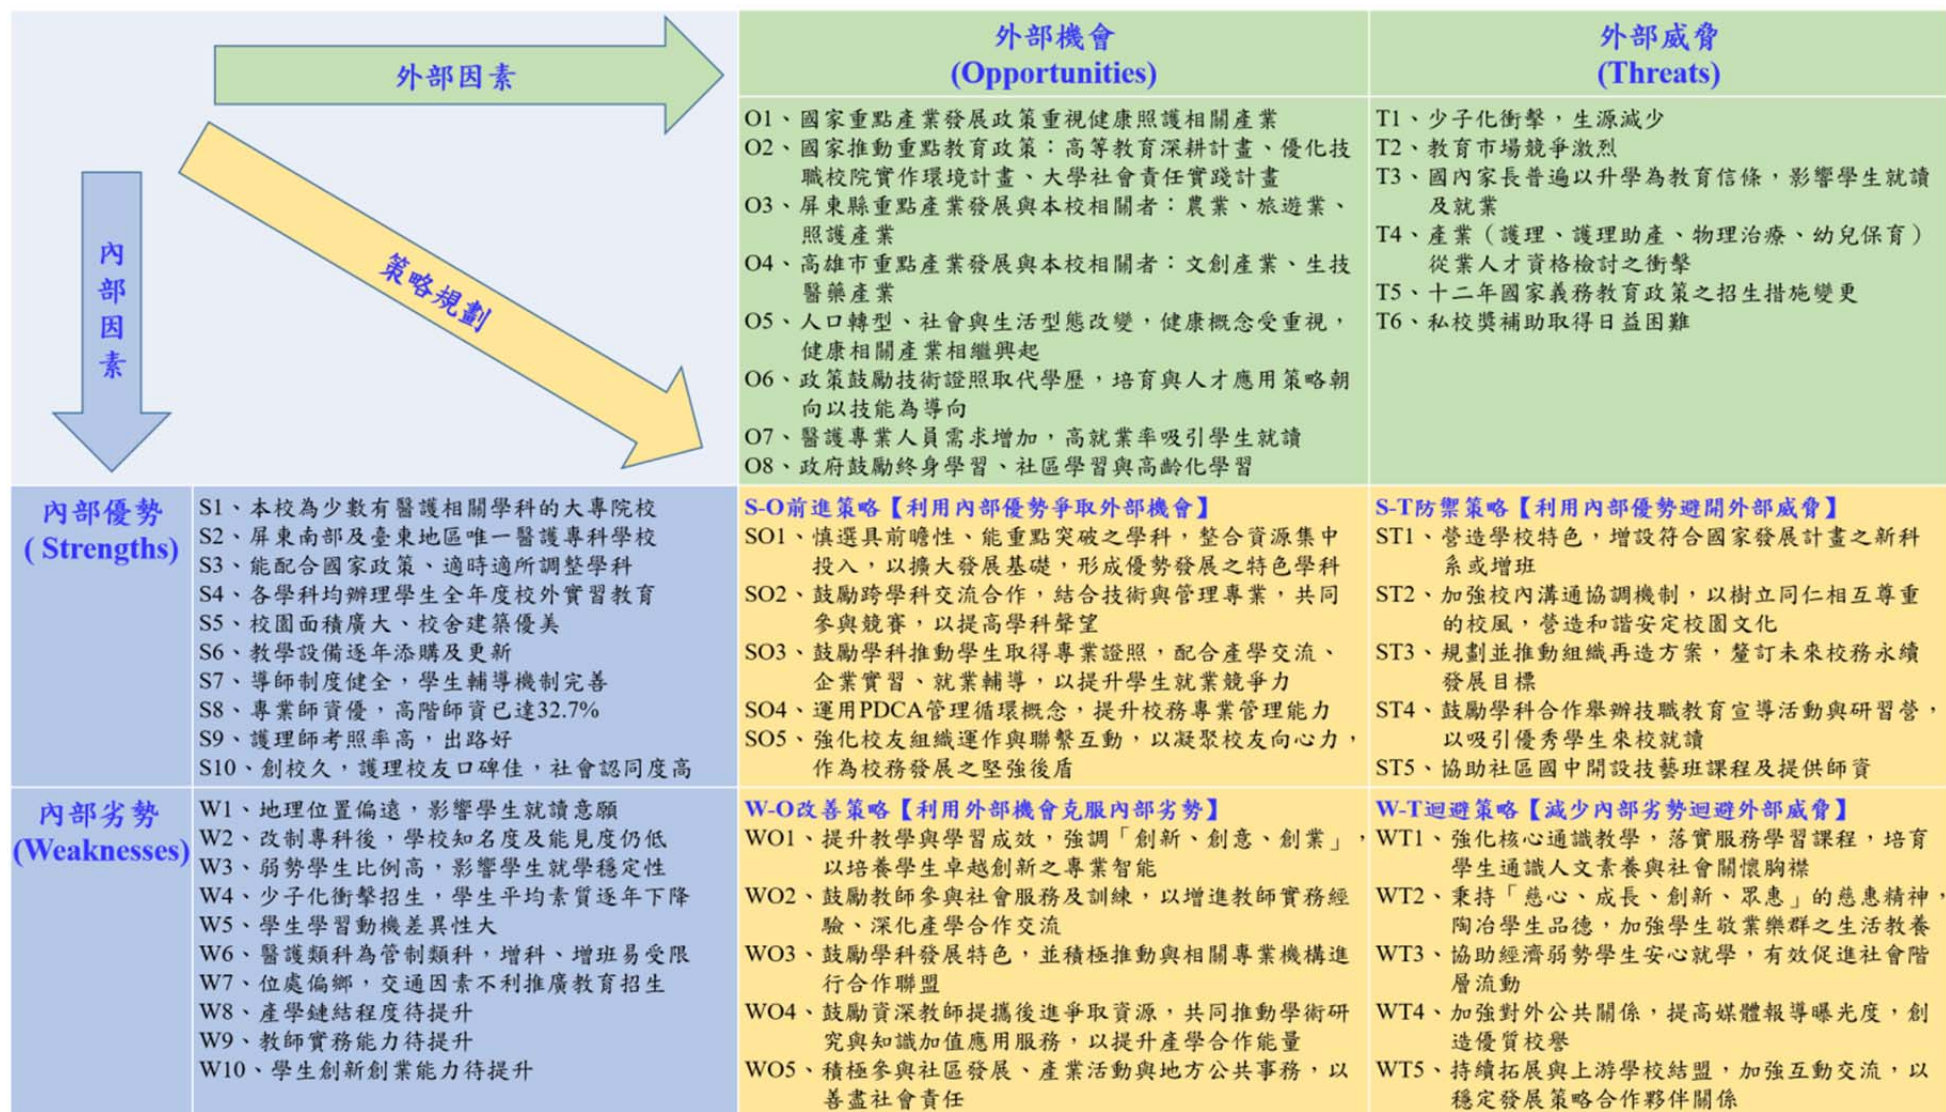 外部因素
內部因素
策略規劃
外部機會
(Opportunities)
外部威脅
(Threats)
O1、國家重點產業發展政策重視健康照護相關產業
O2、國家推動重點教育政策：高等教育深耕計畫、優化技
職校院實作環境計畫、大學社會責任實踐計畫
O3、屏東縣重點產業發展與本校相關者：農業、旅遊業、
照護產業
O4、高雄市重點產業發展與本校相關者：文創產業、生技
醫藥產業
O5、人口轉型、社會與生活型態改變，健康概念受重視，
健康相關產業相繼興起
O6、政策鼓勵技術證照取代學歷，培育與人才應用策略朝
向以技能為導向
O7、醫護專業人員需求增加，高就業率吸引學生就讀
O8、政府鼓勵終身學習、社區學習與高齡化學習
T1、少子化衝擊，生源減少
T2、教育市場競爭激烈
T3、國內家長普遍以升學為教育信條，影響學生就讀
及就業
T4、產業（護理、護理助產、物理治療、幼兒保育）
從業人才資格檢討之衝擊
T5、十二年國家義務教育政策之招生措施變更
T6、私校獎補助取得日益困難
內部優勢
( Strengths)
S1、本校為少數有醫護相關學科的大專院校
S2、屏東南部及臺東地區唯一醫護專科學校
S3、能配合國家政策、適時適所調整學科
S4、各學科均辦理學生全年度校外實習教育
S5、校園面積廣大、校舍建築優美
S6、教學設備逐年添購及更新
S7、導師制度健全，學生輔導機制完善
S8、專業師資優，高階師資已達32.7%
S9、護理師考照率高，出路好
S10、創校久，護理校友口碑佳，社會認同度高
S-O前進策略【利用內部優勢爭取外部機會】
SO1、慎選具前瞻性、能重點突破之學科，整合資源集中
投入，以擴大發展基礎，形成優勢發展之特色學科
SO2、鼓勵跨學科交流合作，結合技術與管理專業，共同
參與競賽，以提高學科聲望
SO3、鼓勵學科推動學生取得專業證照，配合產學交流、
企業實習、就業輔導，以提升學生就業競爭力
SO4、運用PDCA管理循環概念，提升校務專業管理能力
SO5、強化校友組織運作與聯繫互動，以凝聚校友向心力，
作為校務發展之堅強後盾
S-T防禦策略【利用內部優勢避開外部威脅】
ST1、營造學校特色，增設符合國家發展計畫之新科
系或增班
ST2、加強校內溝通協調機制，以樹立同仁相互尊重
的校風，營造和諧安定校園文化
ST3、規劃並推動組織再造方案，釐訂未來校務永續
發展目標
ST4、鼓勵學科合作舉辦技職教育宣導活動與研習營，
以吸引優秀學生來校就讀
ST5、協助社區國中開設技藝班課程及提供師資
內部劣勢
(Weaknesses)
W1、地理位置偏遠，影響學生就讀意願
W2、改制專科後，學校知名度及能見度仍低
W3、弱勢學生比例高，影響學生就學穩定性
W4、少子化衝擊招生，學生平均素質逐年下降
W5、學生學習動機差異性大
W6、醫護類科為管制類科，增科、增班易受限
W7、位處偏鄉，交通因素不利推廣教育招生
W8、產學鏈結程度待提升
W9、教師實務能力待提升
W10、學生創新創業能力待提升
W-O改善策略【利用外部機會克服內部劣勢】
WO1、提升教學與學習成效，強調「創新、創意、創業」，
以培養學生卓越創新之專業智能
WO2、鼓勵教師參與社會服務及訓練，以增進教師實務經
驗、深化產學合作交流
WO3、鼓勵學科發展特色，並積極推動與相關專業機構進
行合作聯盟
WO4、鼓勵資深教師提攜後進爭取資源，共同推動學術研
究與知識加值應用服務，以提升產學合作能量
WO5、積極參與社區發展、產業活動與地方公共事務，以
善盡社會責任
W-T迴避策略【減少內部劣勢迴避外部威脅】
WT1、強化核心通識教學，落實服務學習課程，培育
學生通識人文素養與社會關懷胸襟
WT2、秉持「慈心、成長、創新、眾惠」的慈惠精神，
陶冶學生品德，加強學生敬業樂群之生活教養
WT3、協助經濟弱勢學生安心就學，有效促進社會階
層流動
WT4、加強對外公共關係，提高媒體報導曝光度，創
造優質校譽
WT5、持續拓展與上游學校結盟，加強互動交流，以
穩定發展策略合作夥伴關係